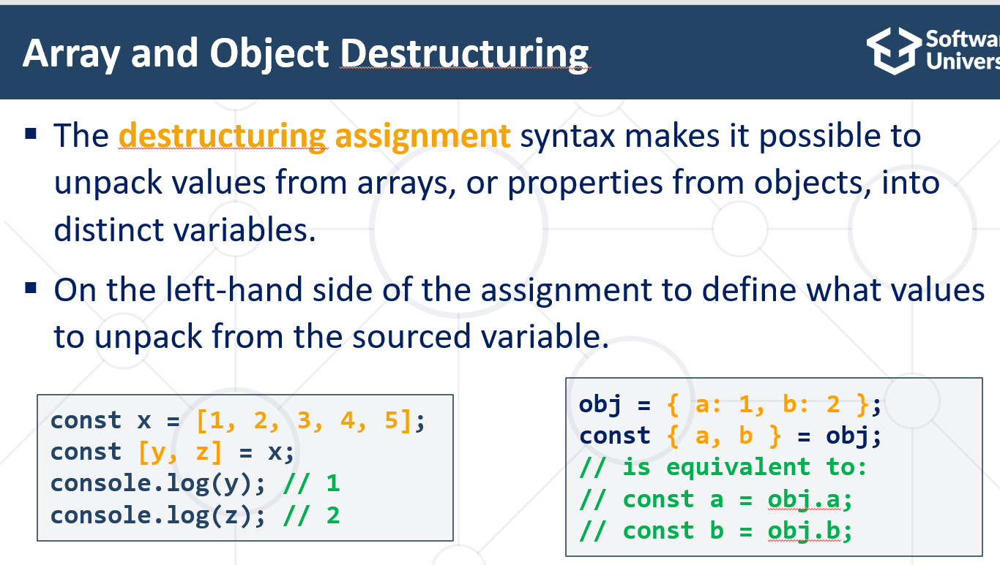 Array and Object Destructuring
Softwar
Univers
▪ The destructuring assignment syntax makes it possible to
unpack values from arrays, or properties from objects, into
distinct variables.
▪ On the left-hand side of the assignment to define what values
to unpack from the sourced variable.
const x = [1, 2, 3, 4, 5];
const [y, z] = x;
console.log(y); // 1
console.log(z); // 2
obj = { a: 1, b: 2 };
const { a, b } = obj;
// is equivalent to:
// const a = obj.a;
// const b = obj.b;